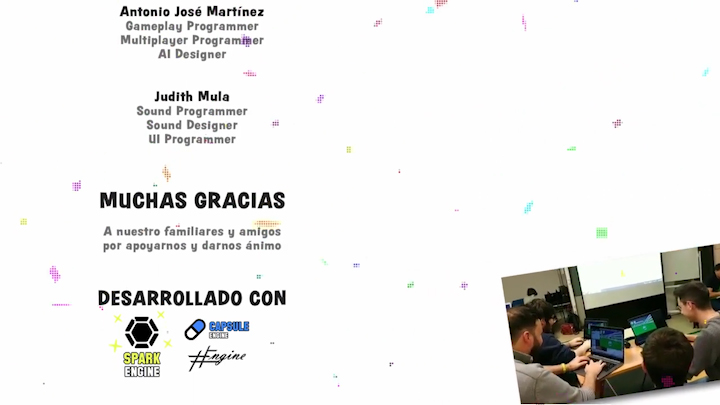 Antonio José Martínez
Gameplay Programmer
Multiplayer Programmer
AI Designer
Judith Mula
Sound Programmer
Sound Designer
UI Programmer
MUCHAS GRACIAS
A nuestro familiares y amigos
por apoyarnos y darnos ánimo
DESARROLLADO CON
SPARK
ENGINE
CAPSULE
ENGINE
#Engine